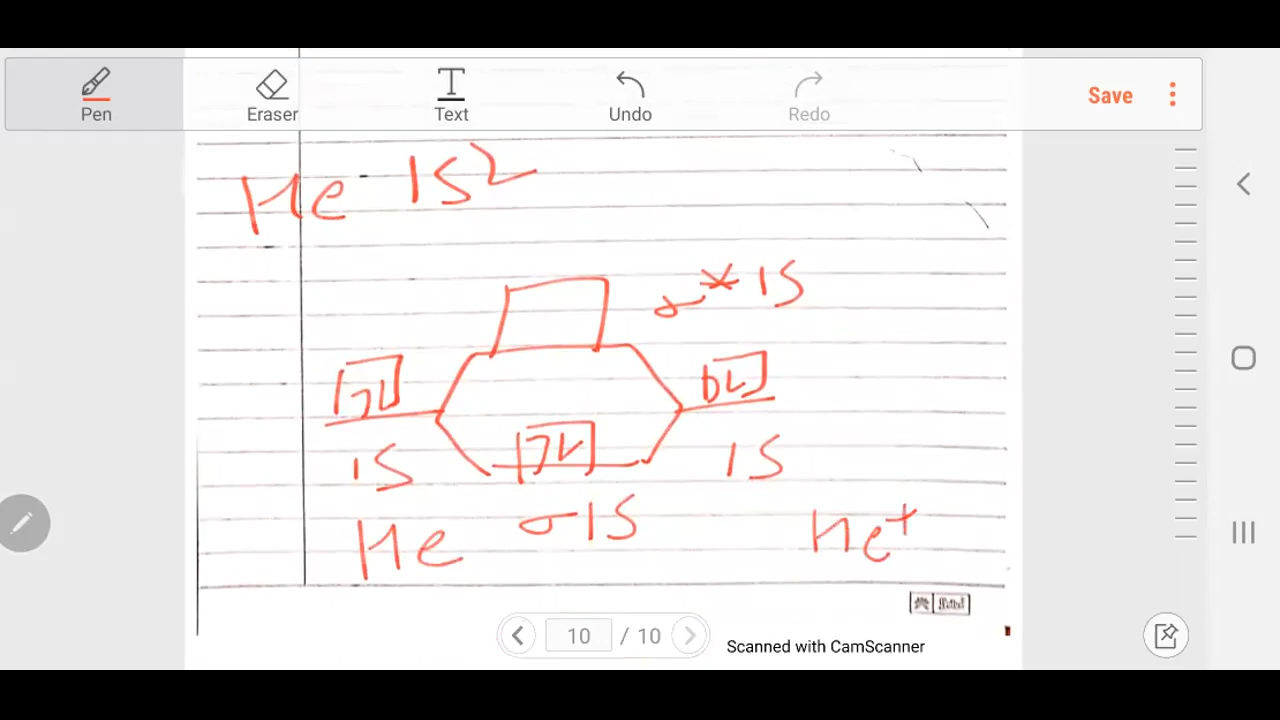 Pen
Eraser
Text
Undo
Redo
Save
He - 1S2
σ* 1S
1S
1S
σ1S
He
He+
10 / 10
Scanned with CamScanner